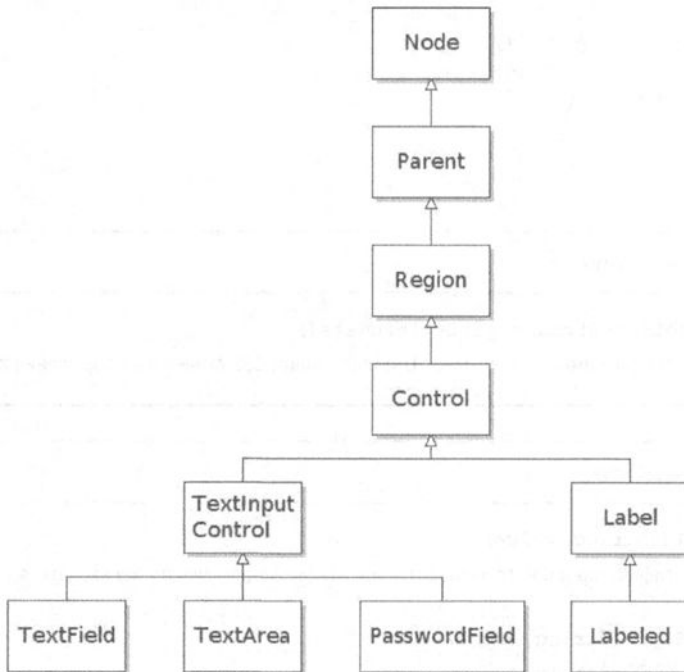 Node
Parent
Region
Control
TextInput
Control
Label
TextField
TextArea
PasswordField
Labeled